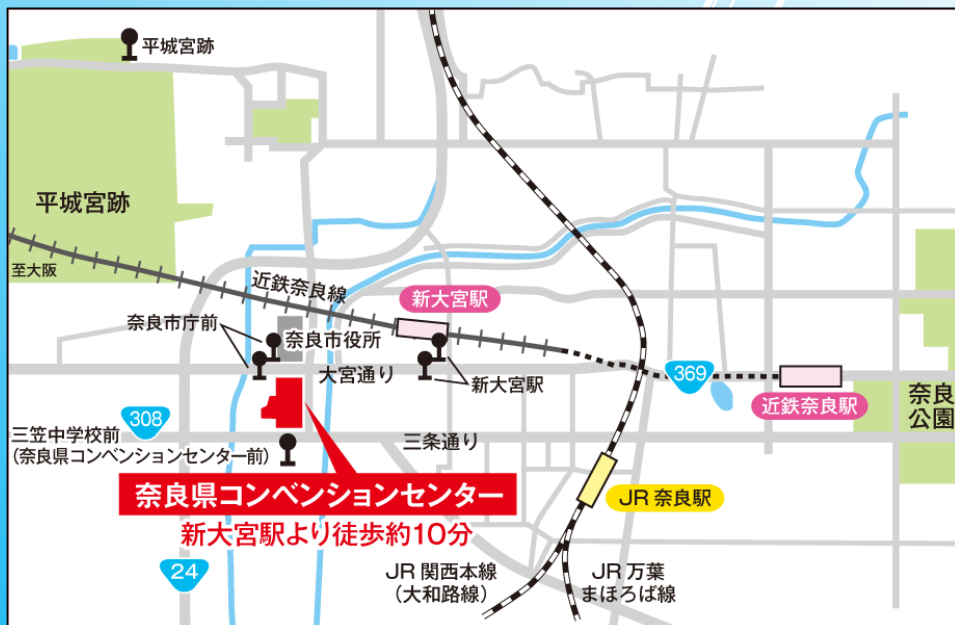 平城宮跡
平城宮跡
至大阪
近鉄奈良線
新大宮駅
奈良市庁前
奈良市役所
大宮通り
新大宮駅
369
近鉄奈良駅
奈良
公園
308
三笠中学校前
(奈良県コンベンションセンター前)
三条通り
奈良県コンベンションセンター
新大宮駅より徒歩約10分
JR 奈良駅
24
JR 関西本線
(大和路線)
JR 万葉
まほろば線